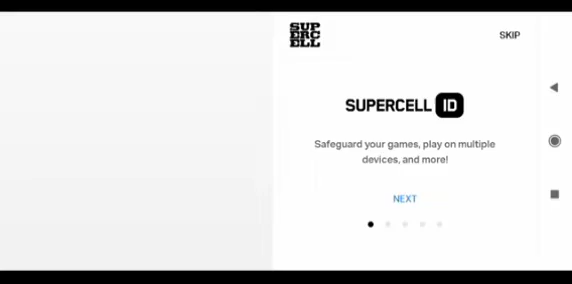 SUP
ERC
ELL
SKIP
SUPERCELL ID
Safeguard your games, play on multiple
devices, and more!
NEXT